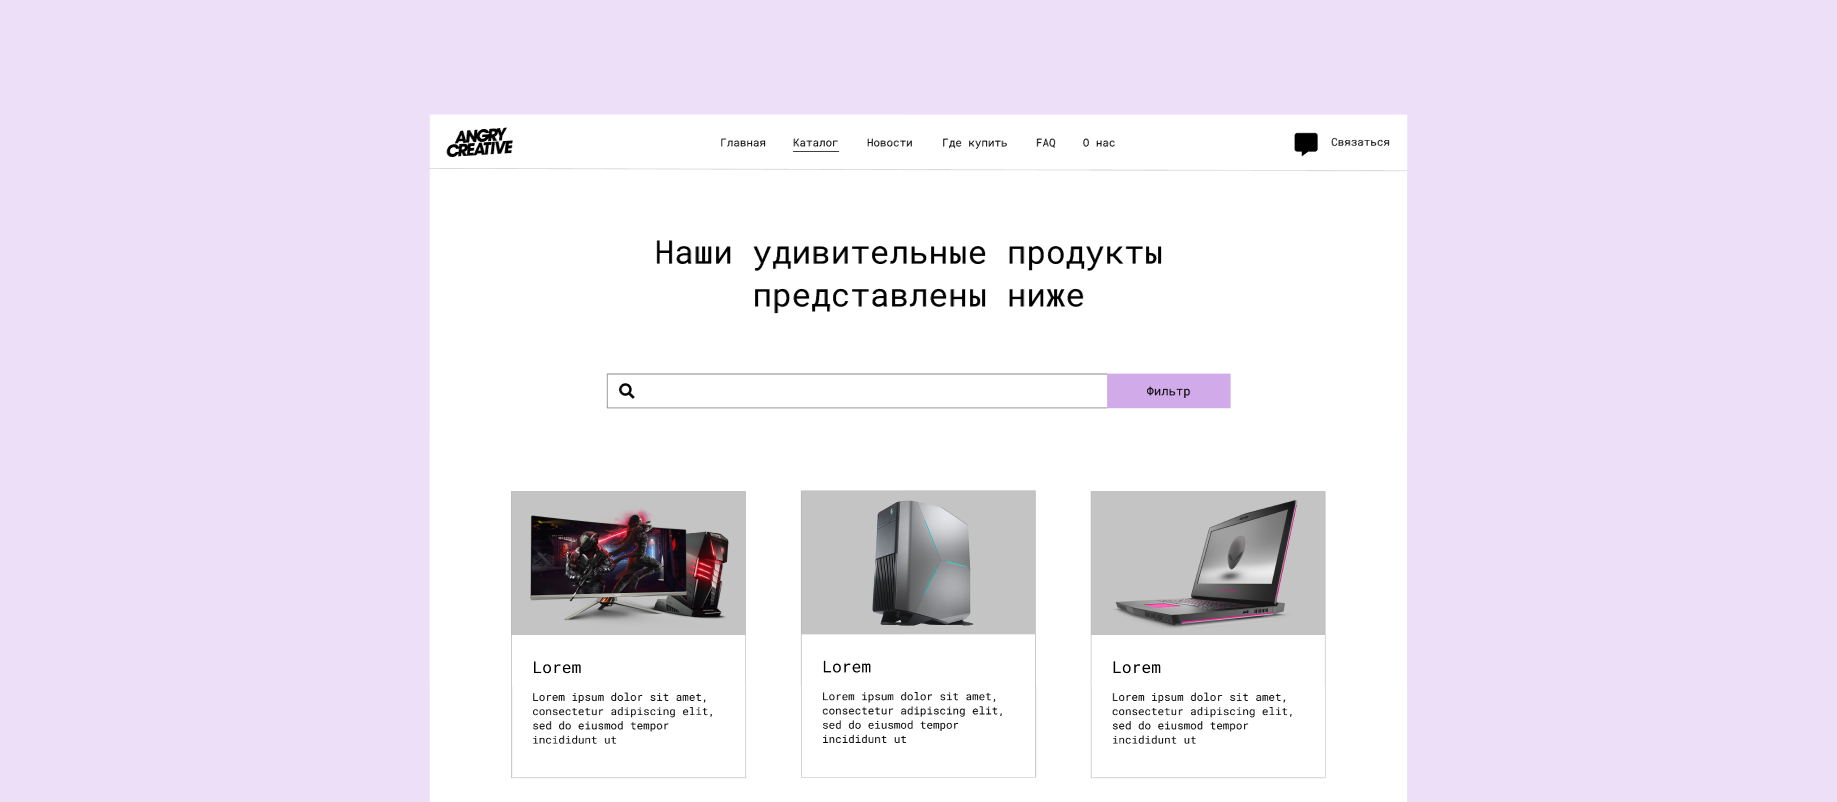 ANGRY
CREATIVE
Главная Каталог Новости Где купить FAQ О нас
Связаться
Наши удивительные продукты
представлены ниже
Фильтр
Lorem
Lorem ipsum dolor sit amet,
consectetur adipiscing elit,
sed do eiusmod tempor
incididunt ut
Lorem
Lorem ipsum dolor sit amet,
consectetur adipiscing elit,
sed do eiusmod tempor
incididunt ut
Lorem
Lorem ipsum dolor sit amet,
consectetur adipiscing elit,
sed do eiusmod tempor
incididunt ut